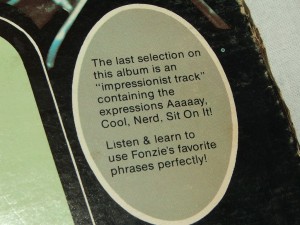 The last selection on
this album is an
"impressionist track"
containing the
expressions Aaaaay,
Cool, Nerd, Sit On It!
Listen & learn to
use Fonzie's favorite
phrases perfectly!